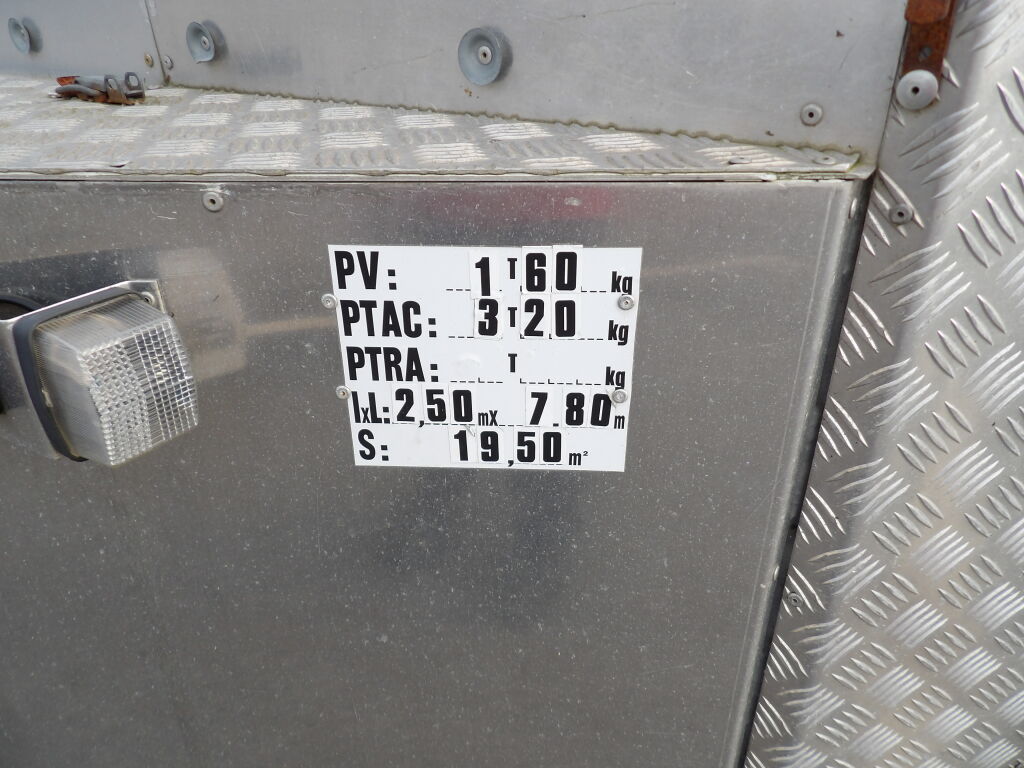 PV: 1 T 60 kg
PTAC: 3 T 20 kg
PTRA: T kg
lxL: 2,50 mX 7.80 m
S: 19,50 m²